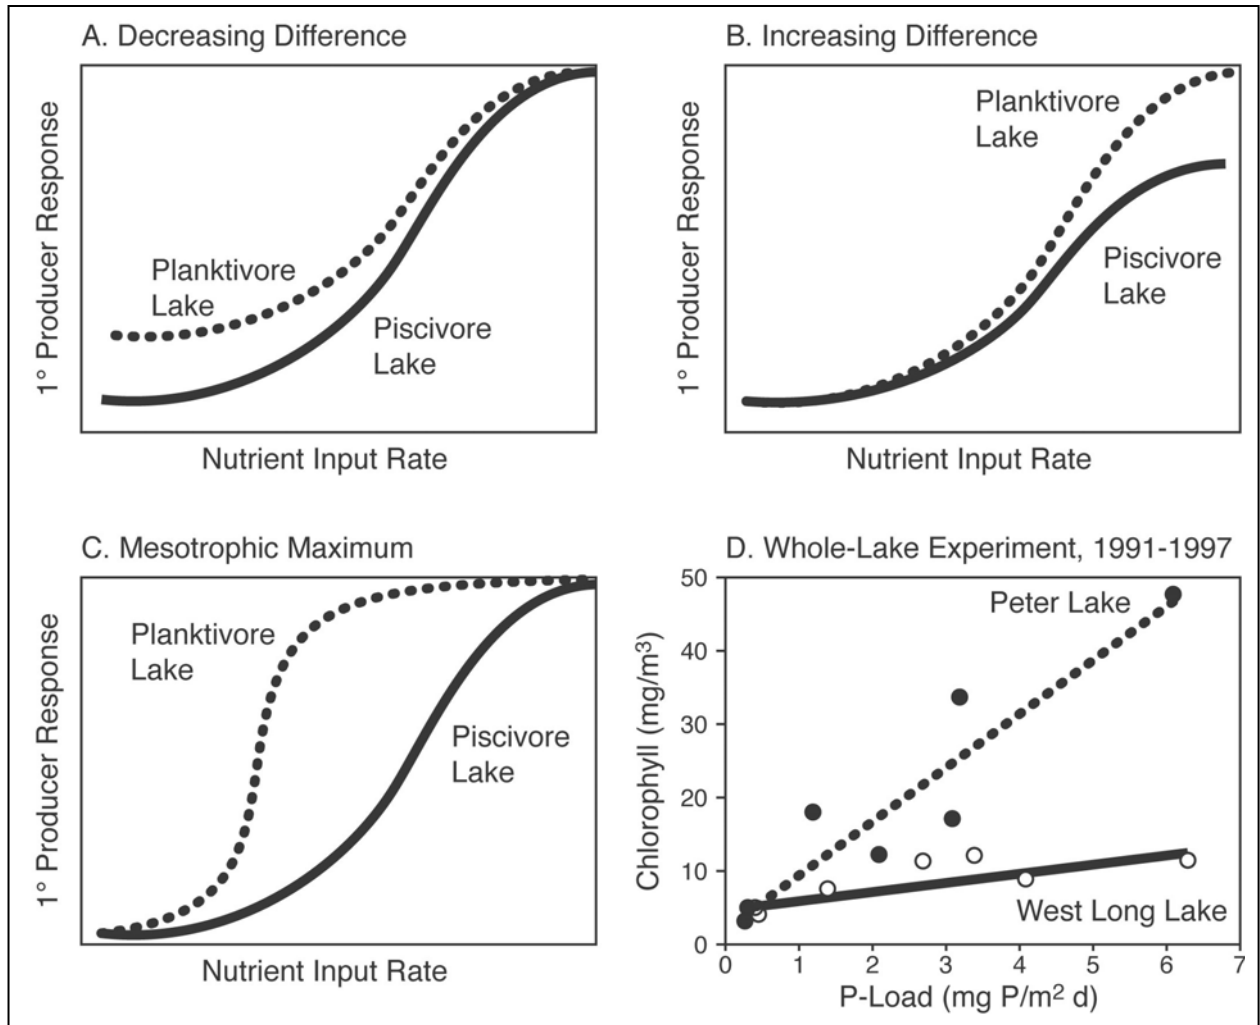 A. Decreasing Difference
1° Producer Response
Planktivore
Lake
Piscivore
Lake
Nutrient Input Rate
B. Increasing Difference
1° Producer Response
Planktivore
Lake
Piscivore
Lake
Nutrient Input Rate
C. Mesotrophic Maximum
1° Producer Response
Planktivore
Lake
Piscivore
Lake
Nutrient Input Rate
D. Whole-Lake Experiment, 1991-1997
Chlorophyll (mg/m³)
50
40
30
20
10
0
Peter Lake
West Long Lake
0 1 2 3 4 5 6 7
P-Load (mg P/m² d)